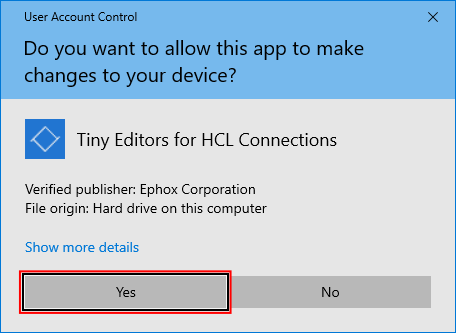 User Account Control
Do you want to allow this app to make
changes to your device?
Tiny Editors for HCL Connections
Verified publisher: Ephox Corporation
File origin: Hard drive on this computer
Show more details
Yes
No